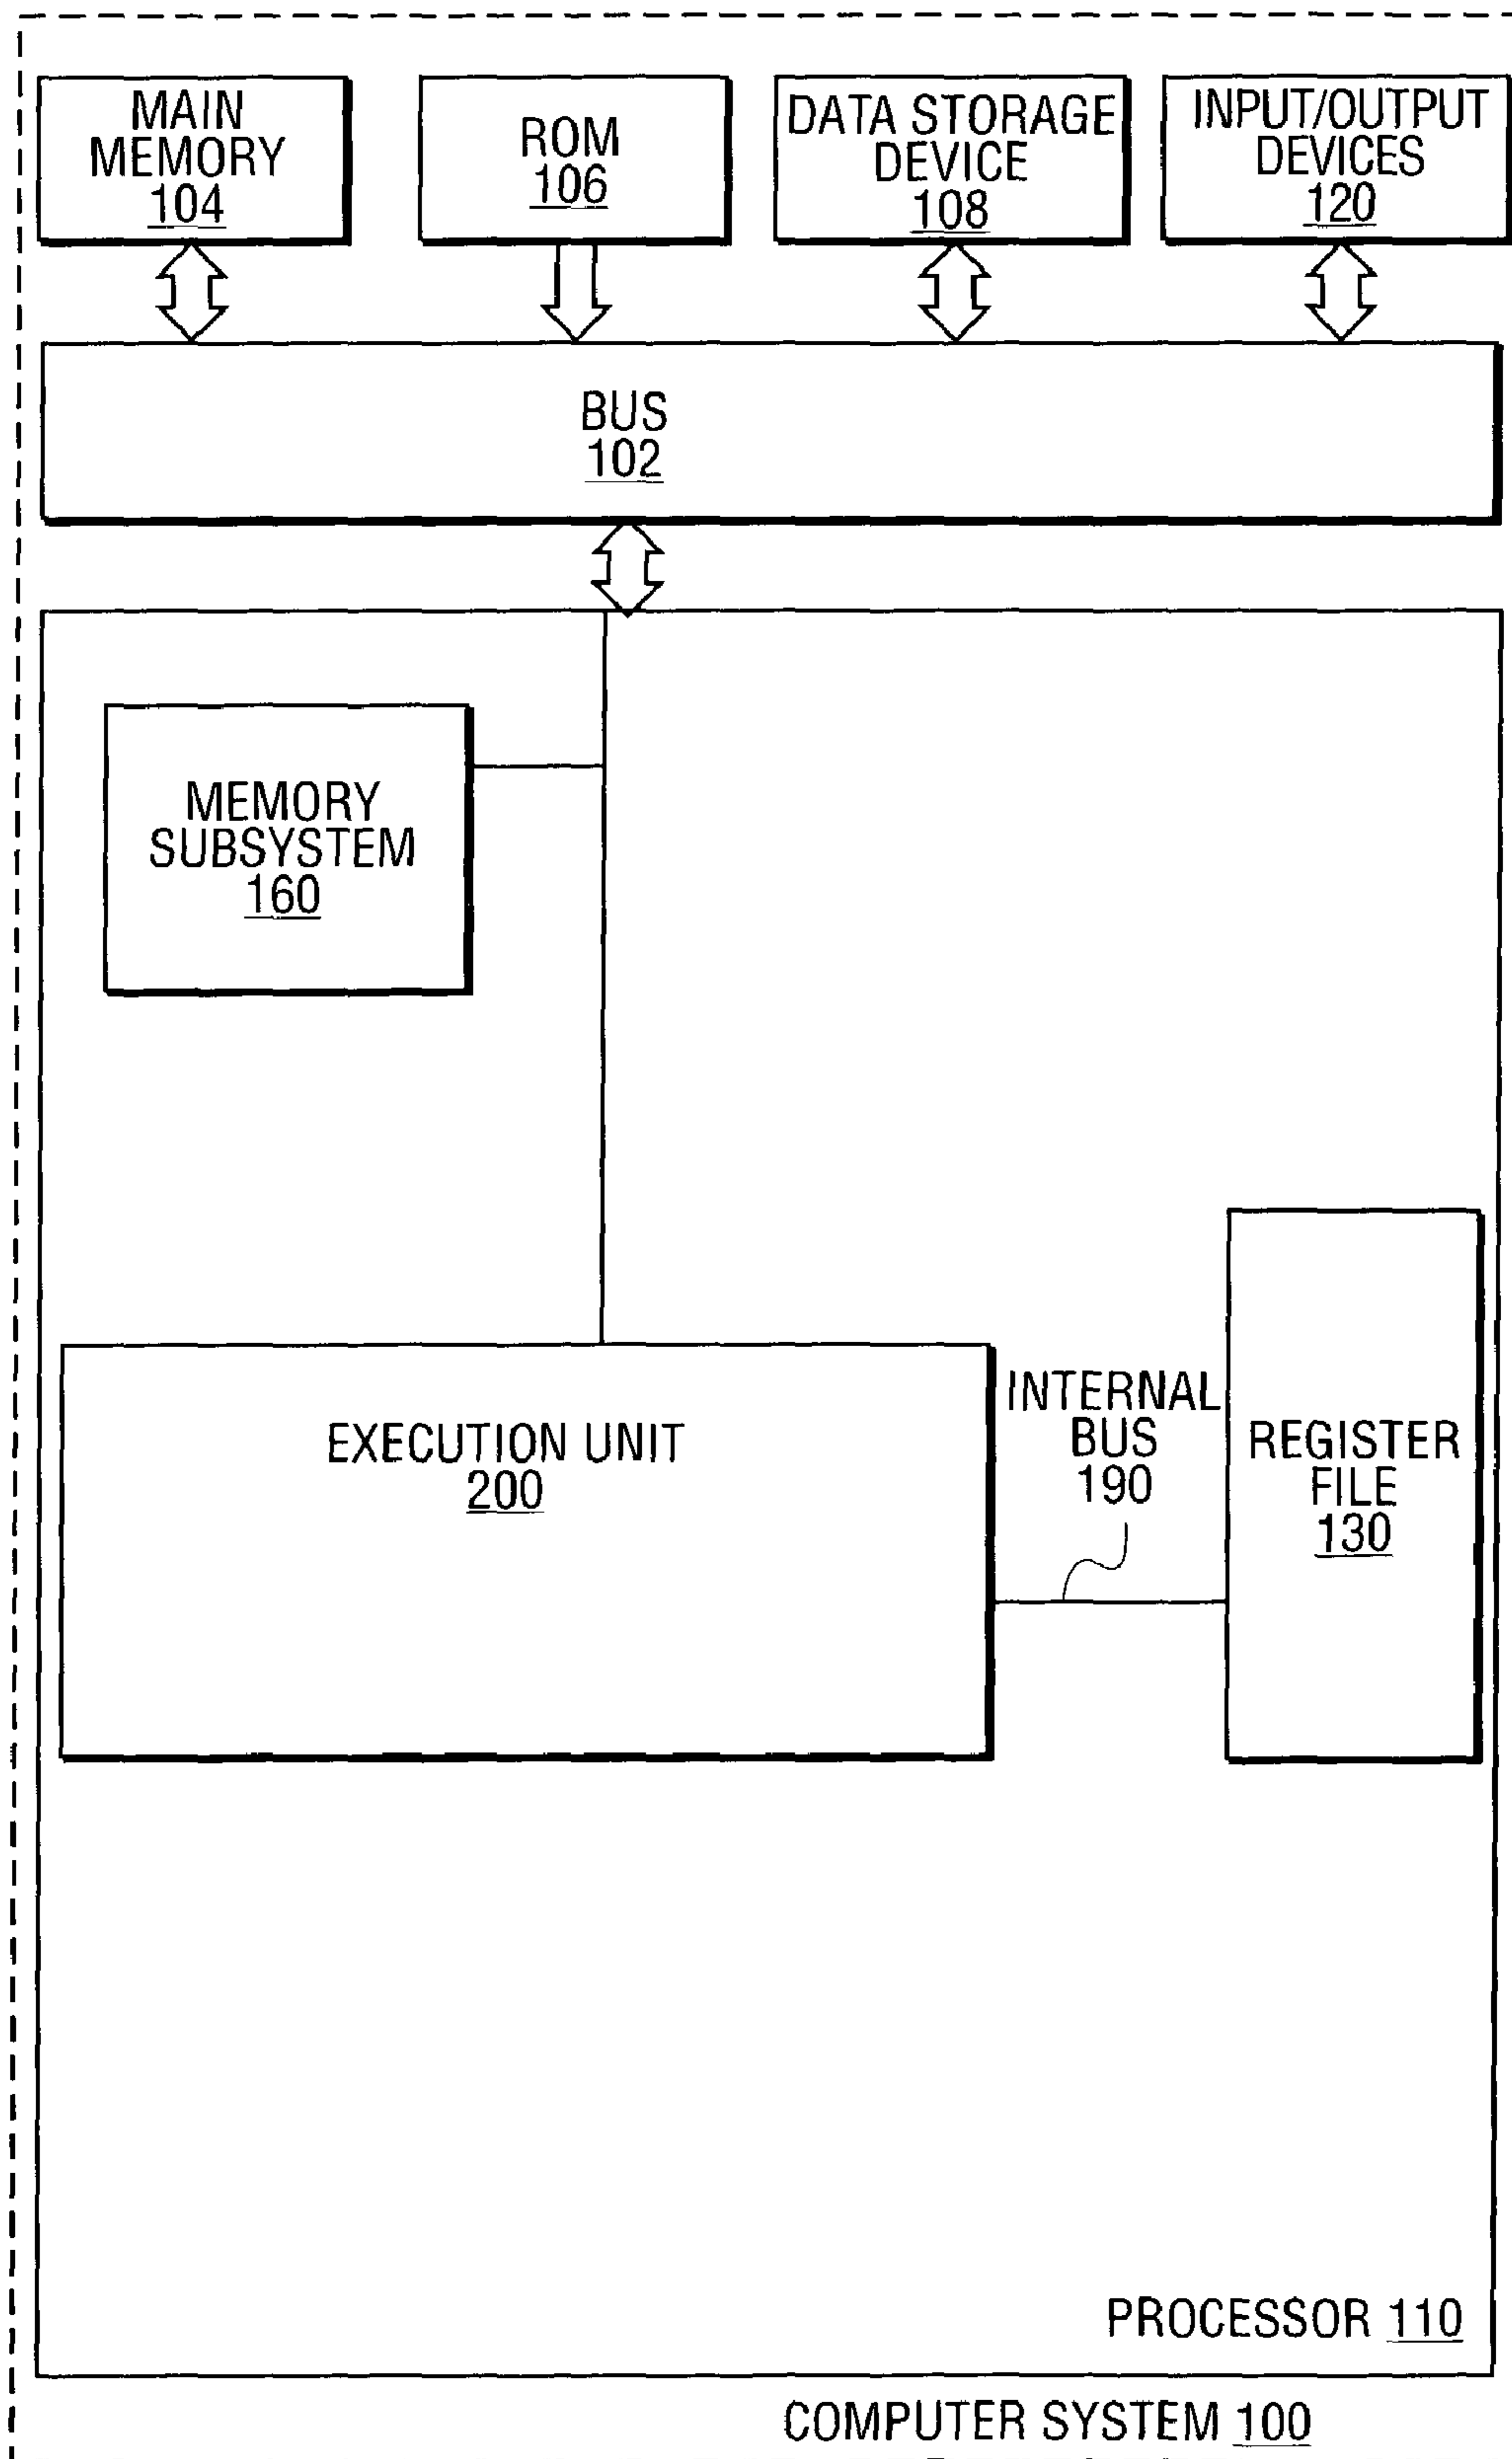 MAIN
MEMORY
104
ROM
106
DATA STORAGE
DEVICE
108
INPUT/OUTPUT
DEVICES
120
BUS
102
MEMORY
SUBSYSTEM
160
EXECUTION UNIT
200
INTERNAL
BUS
190
REGISTER
FILE
130
PROCESSOR 110
COMPUTER SYSTEM 100